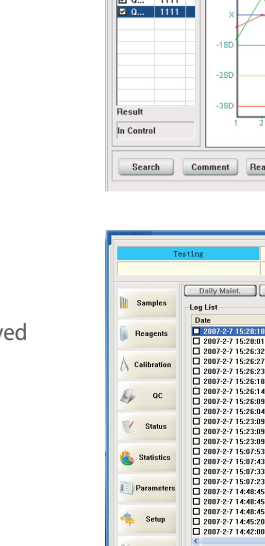 Q... 1111
Q... 1111
X
-1SD
-2SD
-3SD
1 2
Result
In Control
Search Comment Rea
Testing
yed
Daily Maint.
Samples
Reagents
Calibration
QC
Status
Statistics
Parameters
Setup
Log List
Date
2007-2-7 15:28:10
2007-2-7 15:28:01
2007-2-7 15:26:32
2007-2-7 15:26:27
2007-2-7 15:26:23
2007-2-7 15:26:18
2007-2-7 15:26:14
2007-2-7 15:26:09
2007-2-7 15:26:04
2007-2-7 15:23:09
2007-2-7 15:23:09
2007-2-7 15:23:09
2007-2-7 15:07:53
2007-2-7 15:07:43
2007-2-7 15:07:33
2007-2-7 15:07:23
2007-2-7 14:48:45
2007-2-7 14:48:45
2007-2-7 14:48:45
2007-2-7 14:45:20
2007-2-7 14:42:00